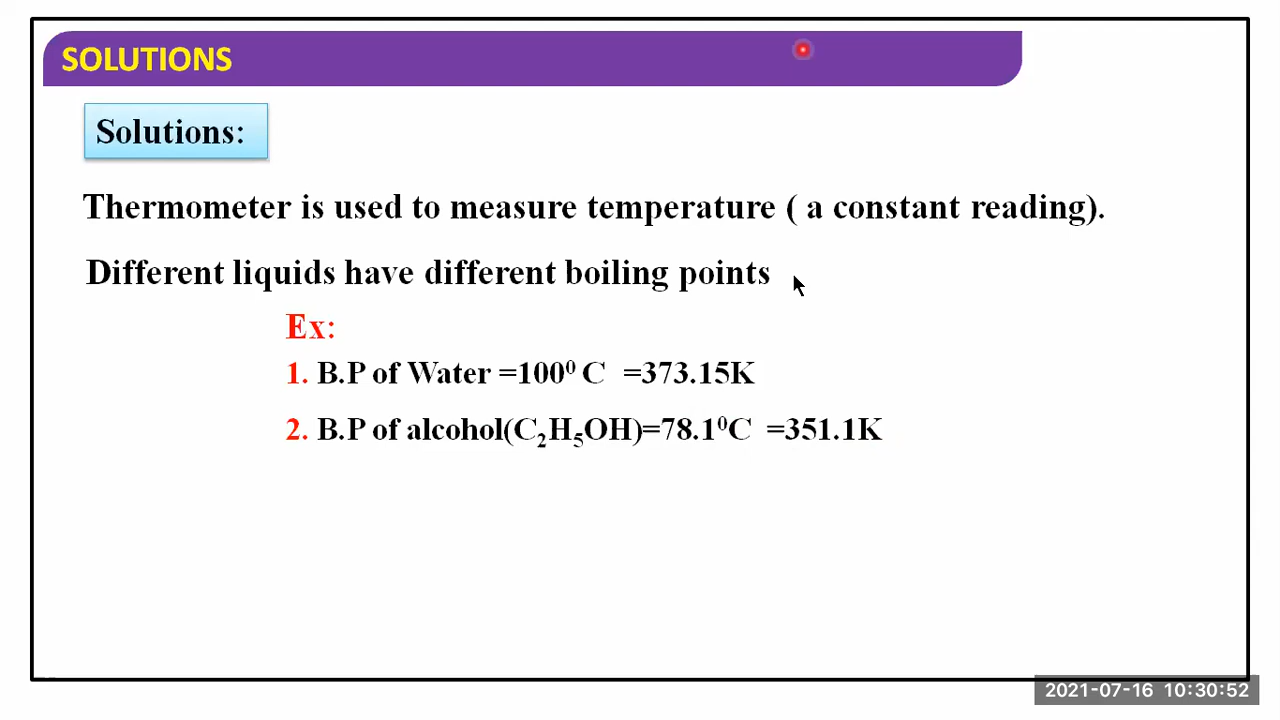 SOLUTIONS
Solutions:
Thermometer is used to measure temperature ( a constant reading).
Different liquids have different boiling points
Ex:
1. B.P of Water =100⁰ C =373.15K
2. B.P of alcohol(C₂H₅OH)=78.1⁰C =351.1K
2021-07-16 10:30:52